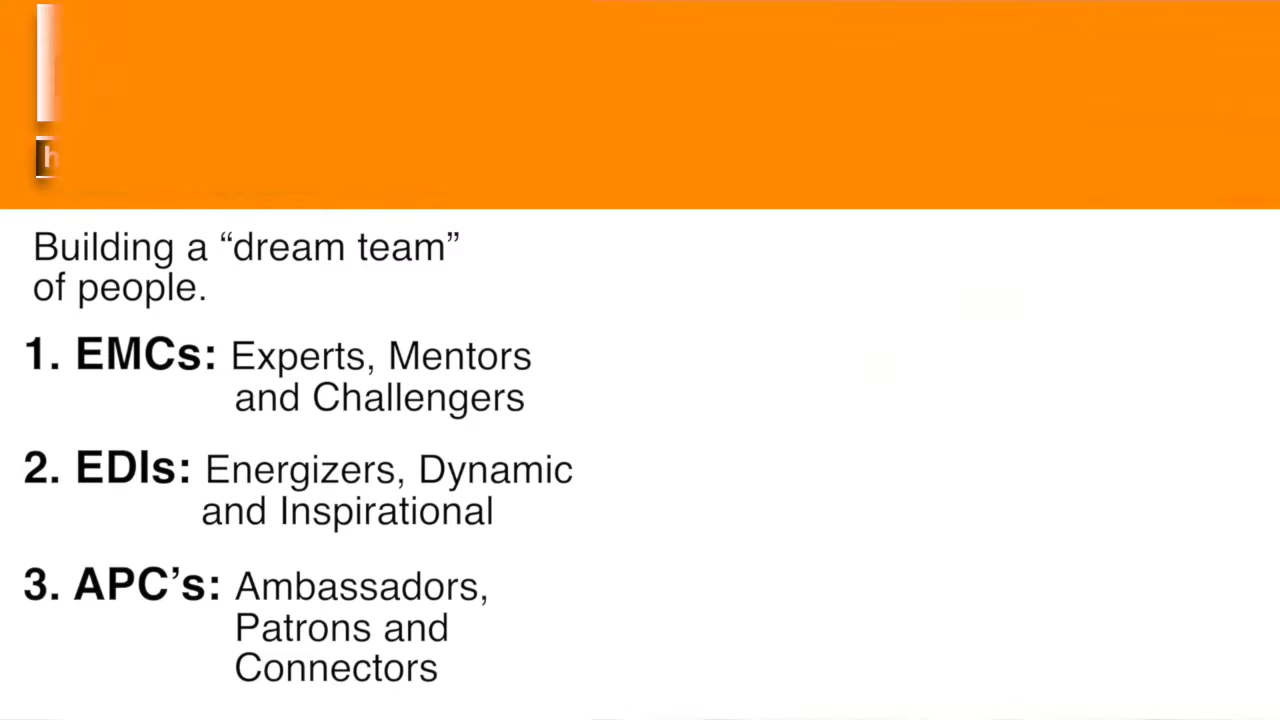 Building a “dream team”
of people.
1. EMCs: Experts, Mentors
and Challengers
2. EDIs: Energizers, Dynamic
and Inspirational
3. APC’s: Ambassadors,
Patrons and
Connectors